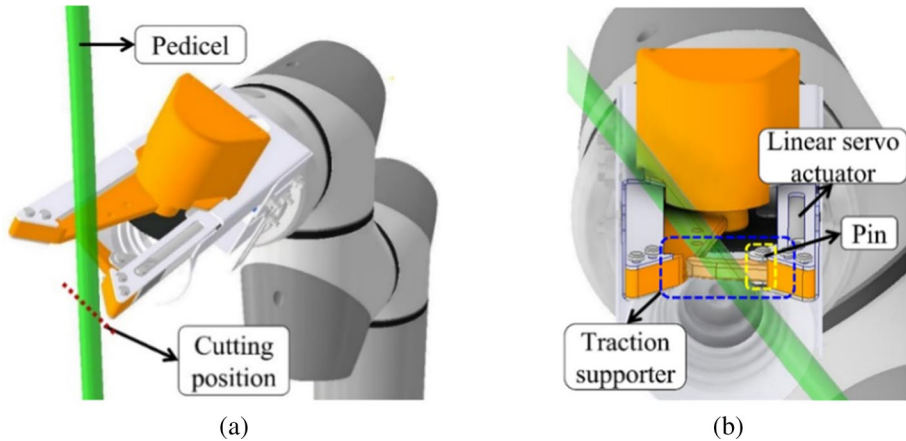 Pedicel
Cutting
position
(a)
Linear servo
actuator
Pin
Traction
supporter
(b)